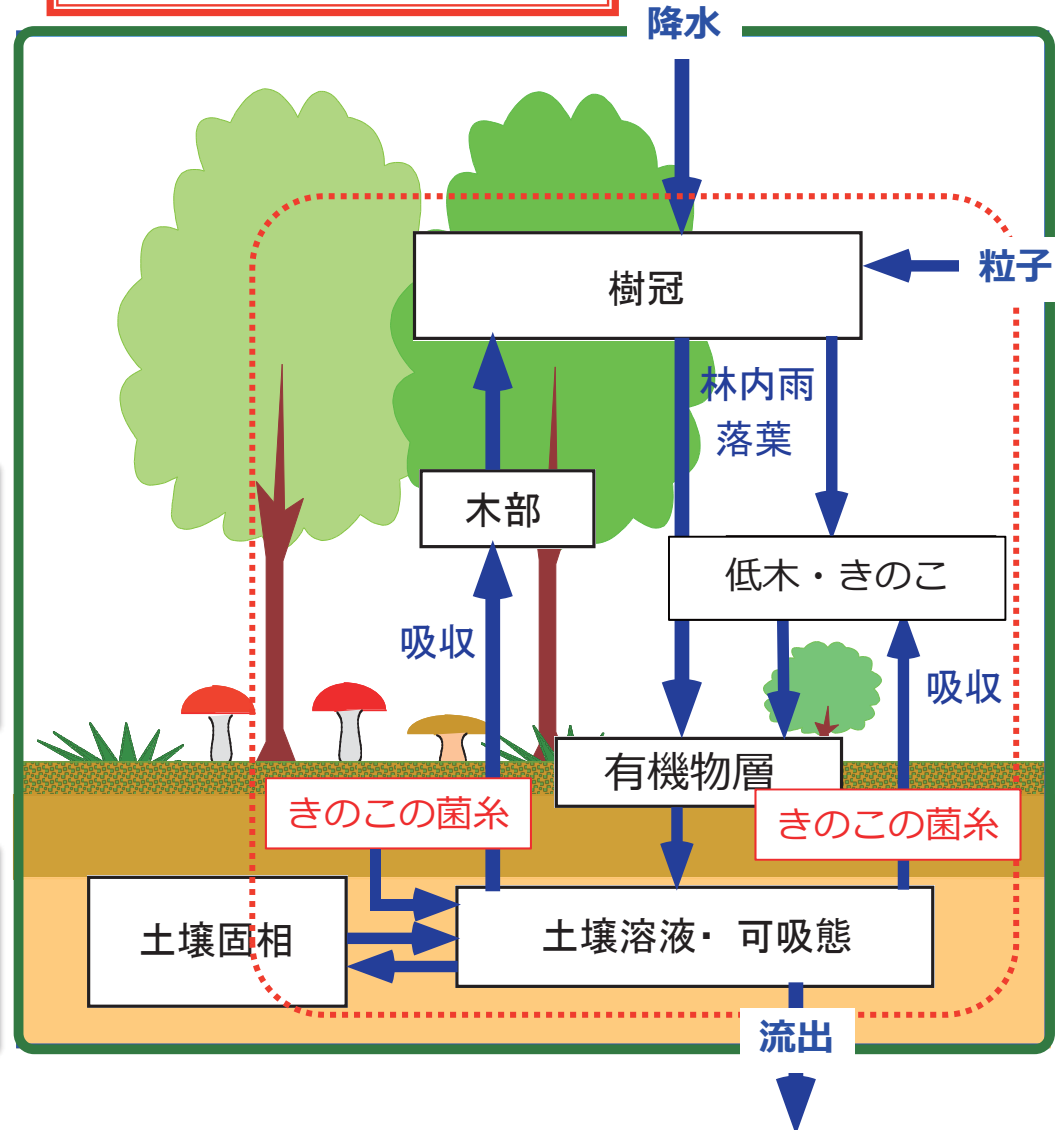 降水
粒子
樹冠
林内雨
落葉
木部
低木・きのこ
吸収
吸収
有機物層
きのこの菌糸
きのこの菌糸
土壌固相
土壌溶液・可吸態
流出